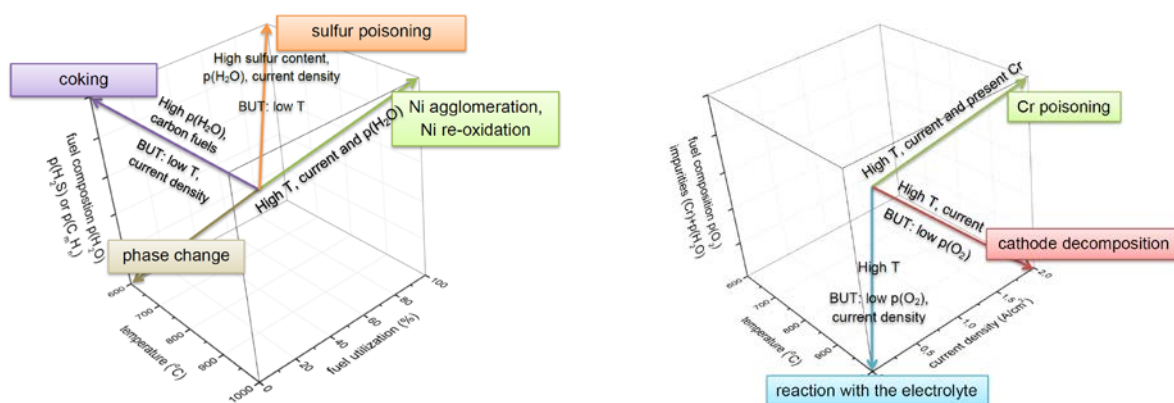 sulfur poisoning
High sulfur content,
p(H₂O), current density
BUT: low T
coking
High p(H₂O),
carbon fuels
BUT: low T,
current density
Ni agglomeration,
Ni re-oxidation
High T, current and p(H₂O)
phase change
fuel compostion p(H₂O)
p(H₂S) or p(CₘHₙ)
600
700
800
900
1000
temperature (°C)
0
20
40
60
80
100
fuel utilization (%)
High T, current and present Cr
Cr poisoning
High T, current
BUT: low p(O₂)
cathode decomposition
High T
BUT: low p(O₂),
current density
reaction with the electrolyte
fuel composition p(O₂)
impurities (Cr)+p(H₂O)
600
700
800
900
temperature (°C)
0.5
1.0
1.5
2.0
current density (A/cm²)